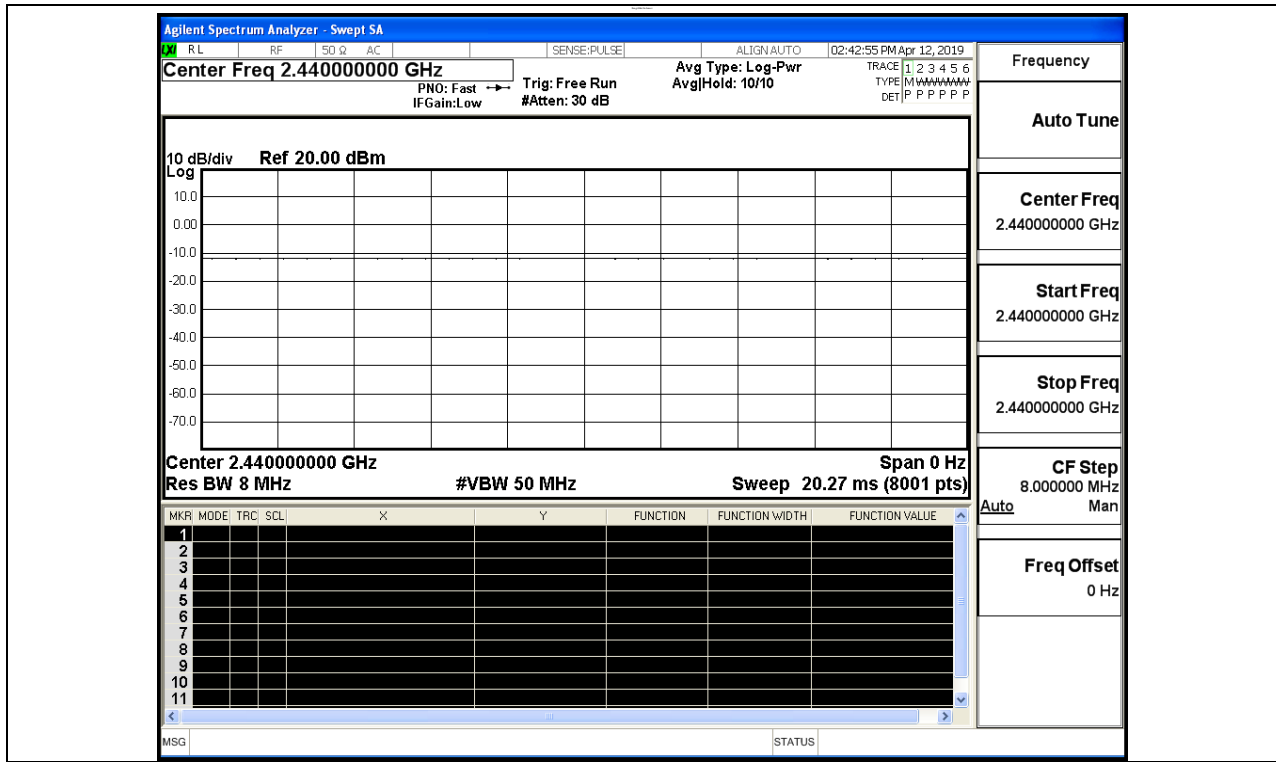 Agilent Spectrum Analyzer - Swept SA
LXI RL RF 50 Ω AC SENSE:PULSE ALIGN AUTO 02:42:55 PM Apr 12, 2019
Center Freq 2.440000000 GHz
PNO: Fast
IFGain:Low
Trig: Free Run
#Atten: 30 dB
Avg Type: Log-Pwr
Avg|Hold: 10/10
TRACE 1 2 3 4 5 6
TYPE M WWWWW
DET P P P P P P
10 dB/div Ref 20.00 dBm
Log
10.0
0.00
-10.0
-20.0
-30.0
-40.0
-50.0
-60.0
-70.0
Center 2.440000000 GHz Span 0 Hz
Res BW 8 MHz #VBW 50 MHz Sweep 20.27 ms (8001 pts)
MKR MODE TRC SCL X Y FUNCTION FUNCTION WIDTH FUNCTION VALUE
1
2
3
4
5
6
7
8
9
10
11
MSG STATUS
Frequency
Auto Tune
Center Freq
2.440000000 GHz
Start Freq
2.440000000 GHz
Stop Freq
2.440000000 GHz
CF Step
8.000000 MHz
Auto Man
Freq Offset
0 Hz